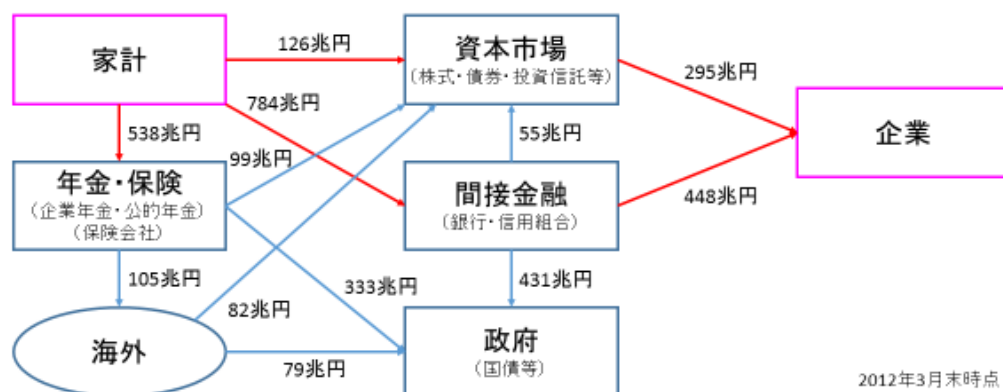 家計
126兆円
資本市場
(株式・債券・投資信託等)
295兆円
784兆円
538兆円
99兆円
55兆円
企業
年金・保険
(企業年金・公的年金)
(保険会社)
間接金融
(銀行・信用組合)
448兆円
105兆円
333兆円
431兆円
82兆円
海外
79兆円
政府
(国債等)
2012年3月末時点